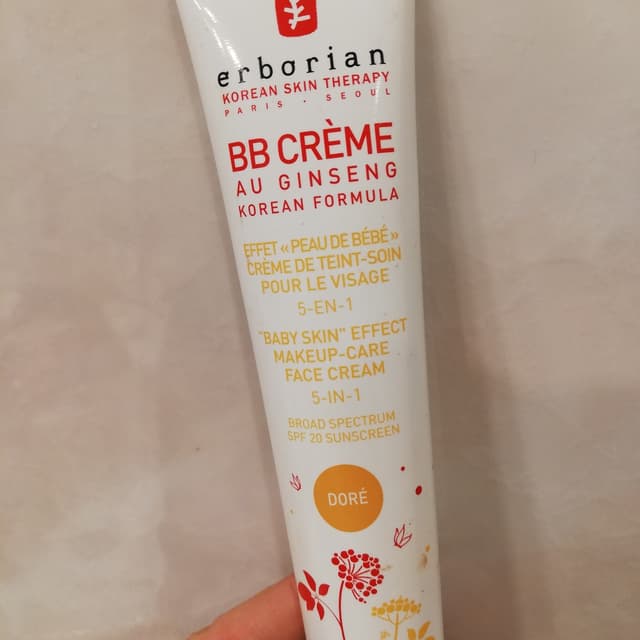 erborian
KOREAN SKIN THERAPY
PARIS · SEOUL
BB CRÈME
AU GINSENG
KOREAN FORMULA
EFFET « PEAU DE BÉBÉ »
CRÈME DE TEINT-SOIN
POUR LE VISAGE
5-EN-1
"BABY SKIN" EFFECT
MAKEUP-CARE
FACE CREAM
5-IN-1
BROAD SPECTRUM
SPF 20 SUNSCREEN
DORÉ